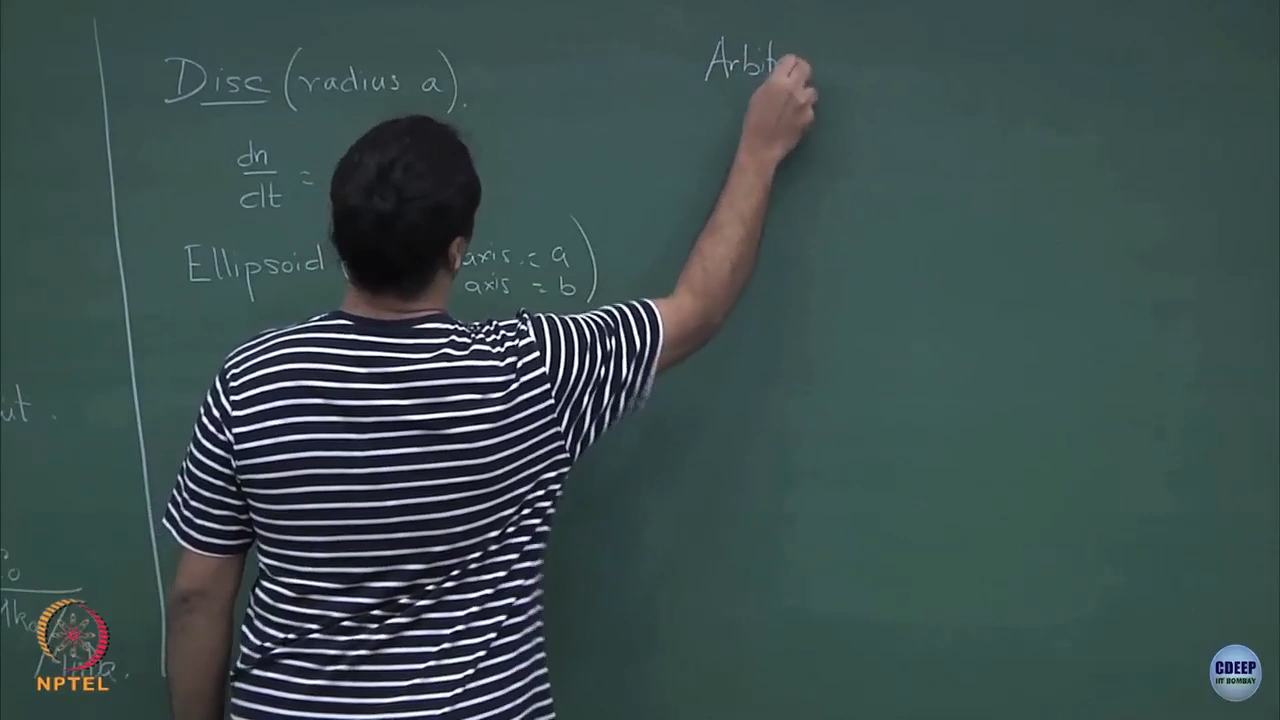 Disc (radius a).
dn
dt =
Ellipsoid axis = a
axis = b)
Arbit
NPTEL
CDEEP
IIT BOMBAY